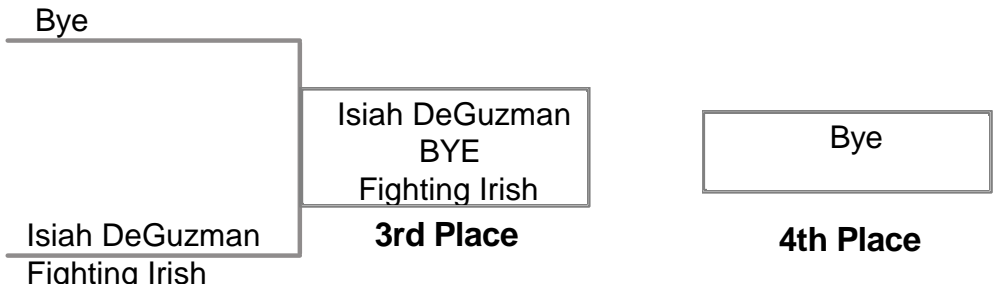 Bye
Isiah DeGuzman
BYE
Fighting Irish
3rd Place
Bye
4th Place
Isiah DeGuzman
Fighting Irish